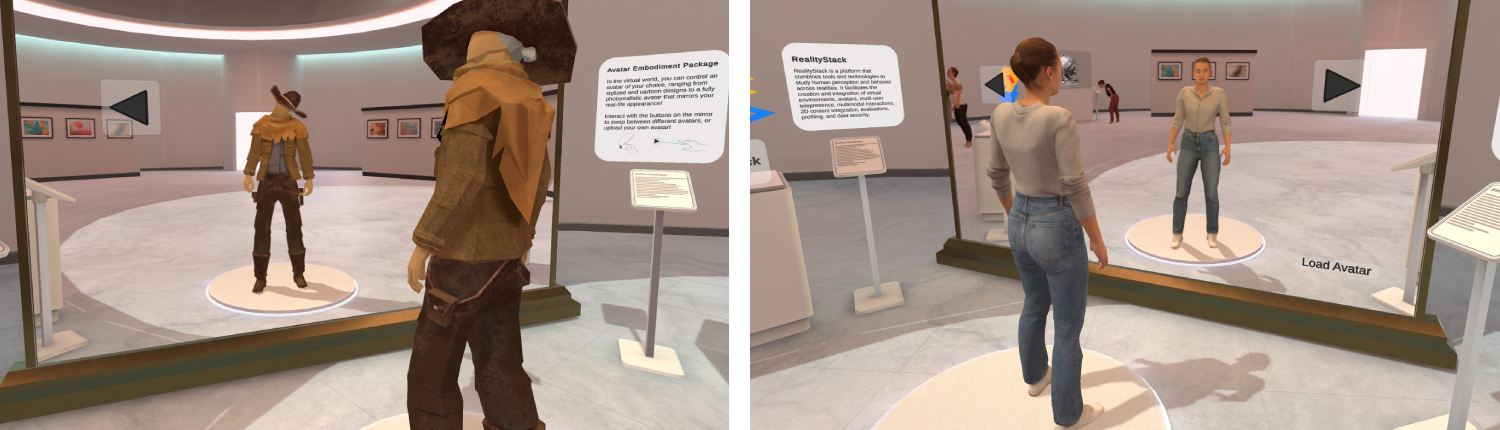 Avatar Embodiment Package
In the virtual world, you can control an
avatar of your choice, ranging from
stylized and cartoon designs to a fully
photorealistic avatar that mirrors your
real-life appearance!
Interact with the buttons on the mirror
to swap between different avatars, or
upload your own avatar!
RealityStack
RealityStack is a platform that
combines tools and technologies to
study human perception and behavior
across realities. It facilitates the
creation and integration of virtual
environments, avatars, multi-user
telepresence, multimodal interactions,
2D content integration, evaluations,
profiling, and data security.
ck
Load Avatar